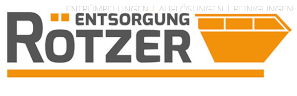 ENTRÜMPELUNGEN / AUFLÖSUNGEN / REINIGUNGEN
ENTSORGUNG
RÖTZER